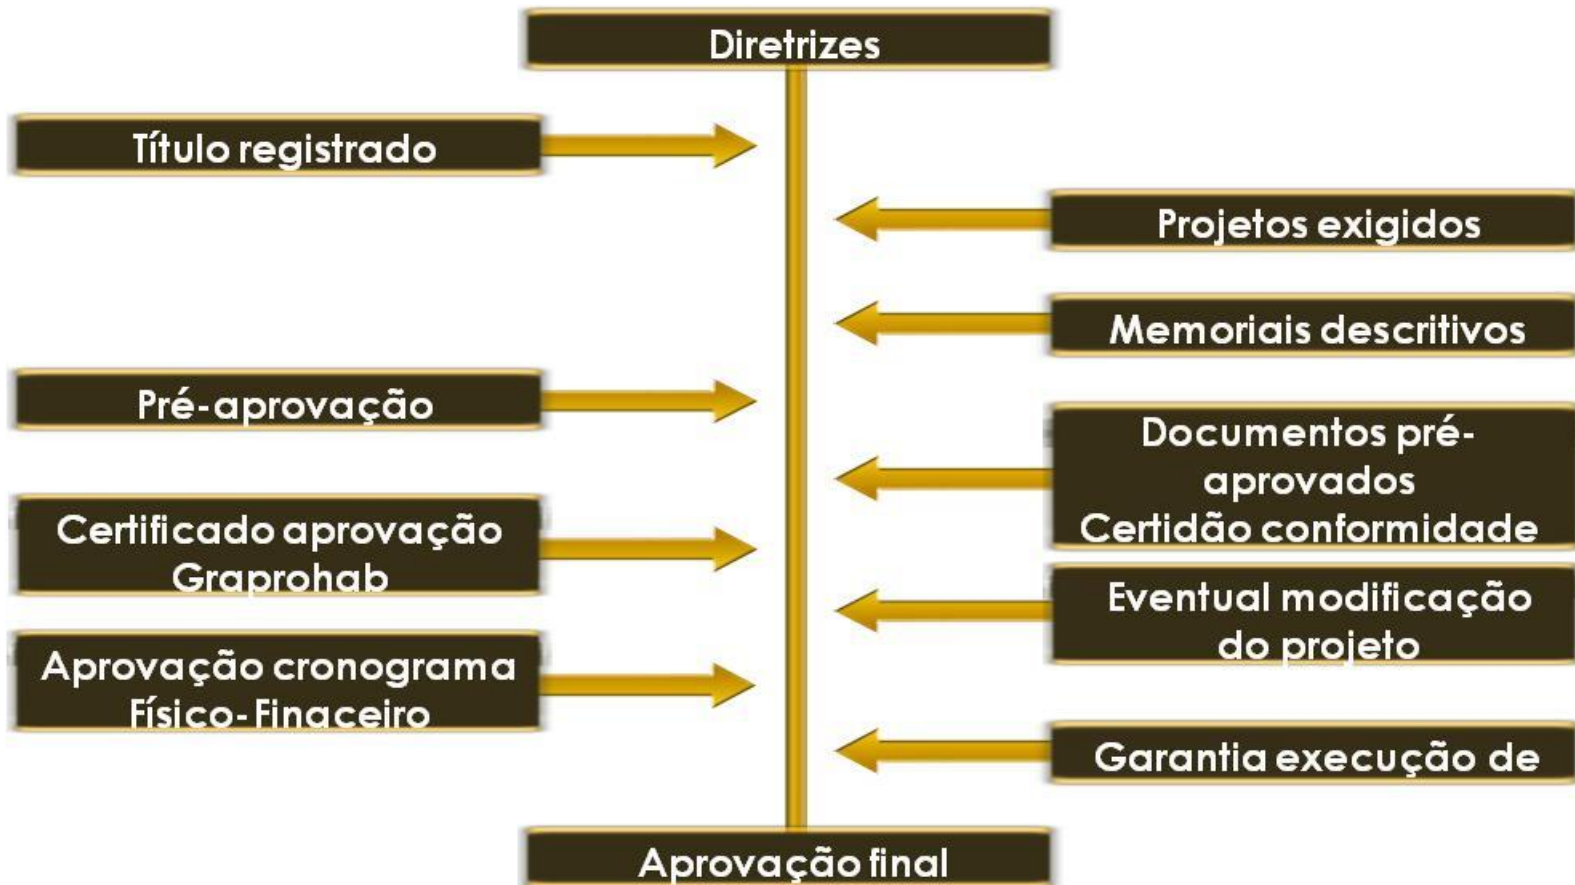 Diretrizes
Título registrado
Projetos exigidos
Memoriais descritivos
Pré-aprovação
Documentos pré-
aprovados
Certidão conformidade
Certificado aprovação
Graprohab
Eventual modificação
do projeto
Aprovação cronograma
Físico-Finaceiro
Garantia execução de
Aprovação final